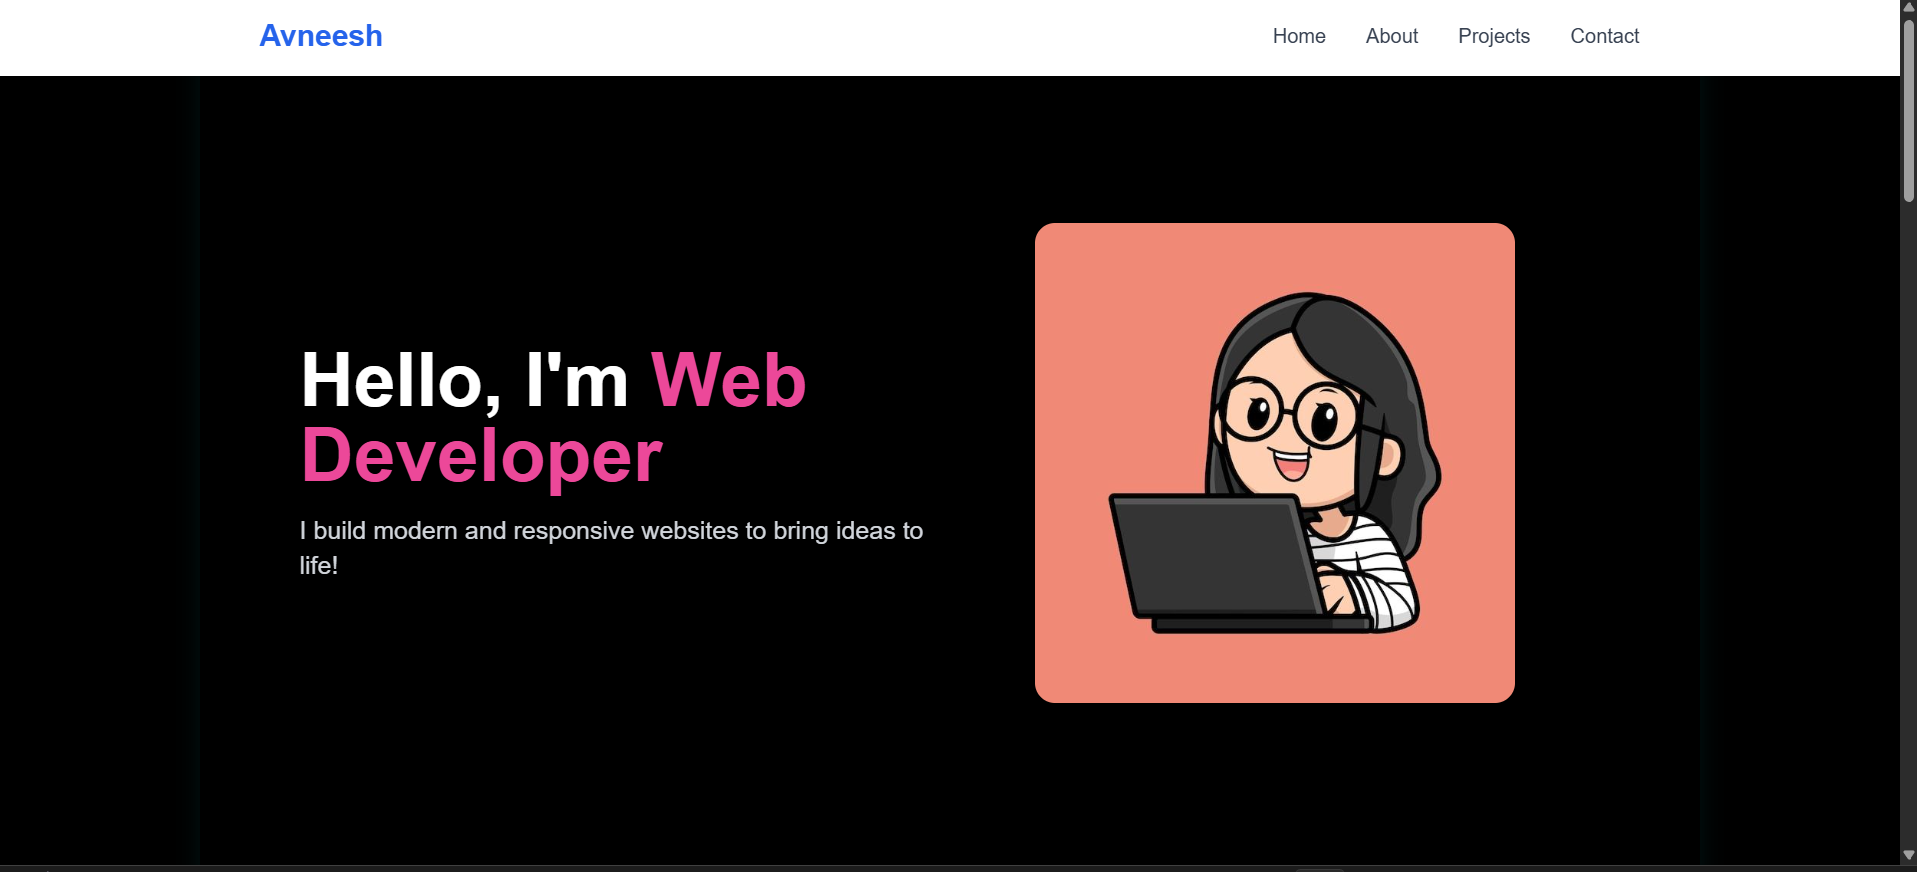 Avneesh
Home About Projects Contact
Hello, I'm Web
Developer
I build modern and responsive websites to bring ideas to
life!